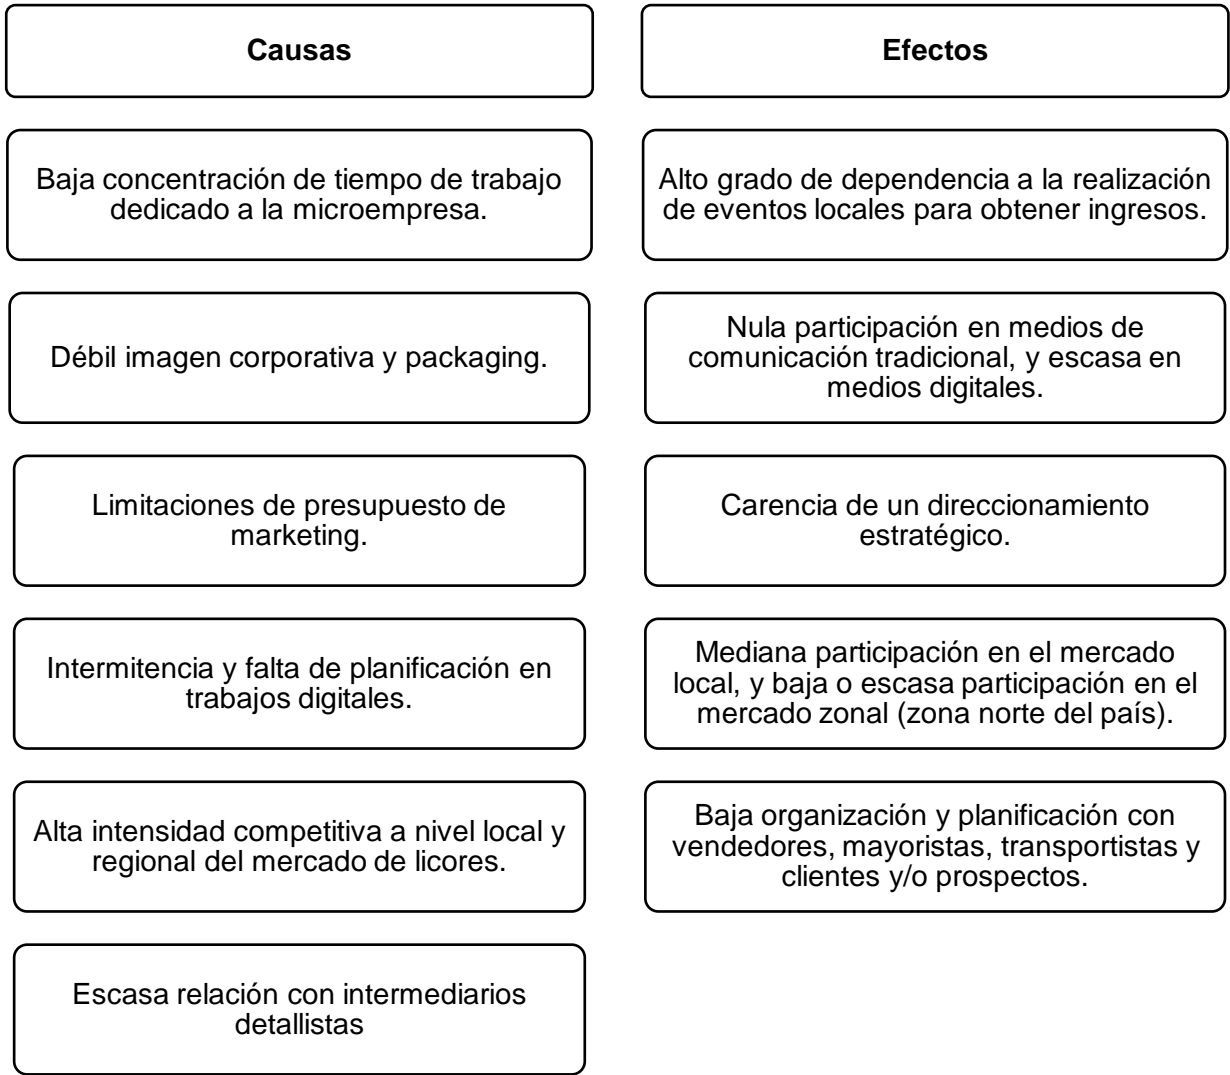 Causas
Baja concentración de tiempo de trabajo
dedicado a la microempresa.
Débil imagen corporativa y packaging.
Limitaciones de presupuesto de
marketing.
Intermitencia y falta de planificación en
trabajos digitales.
Alta intensidad competitiva a nivel local y
regional del mercado de licores.
Escasa relación con intermediarios
detallistas
Efectos
Alto grado de dependencia a la realización
de eventos locales para obtener ingresos.
Nula participación en medios de
comunicación tradicional, y escasa en
medios digitales.
Carencia de un direccionamiento
estratégico.
Mediana participación en el mercado
local, y baja o escasa participación en el
mercado zonal (zona norte del país).
Baja organización y planificación con
vendedores, mayoristas, transportistas y
clientes y/o prospectos.